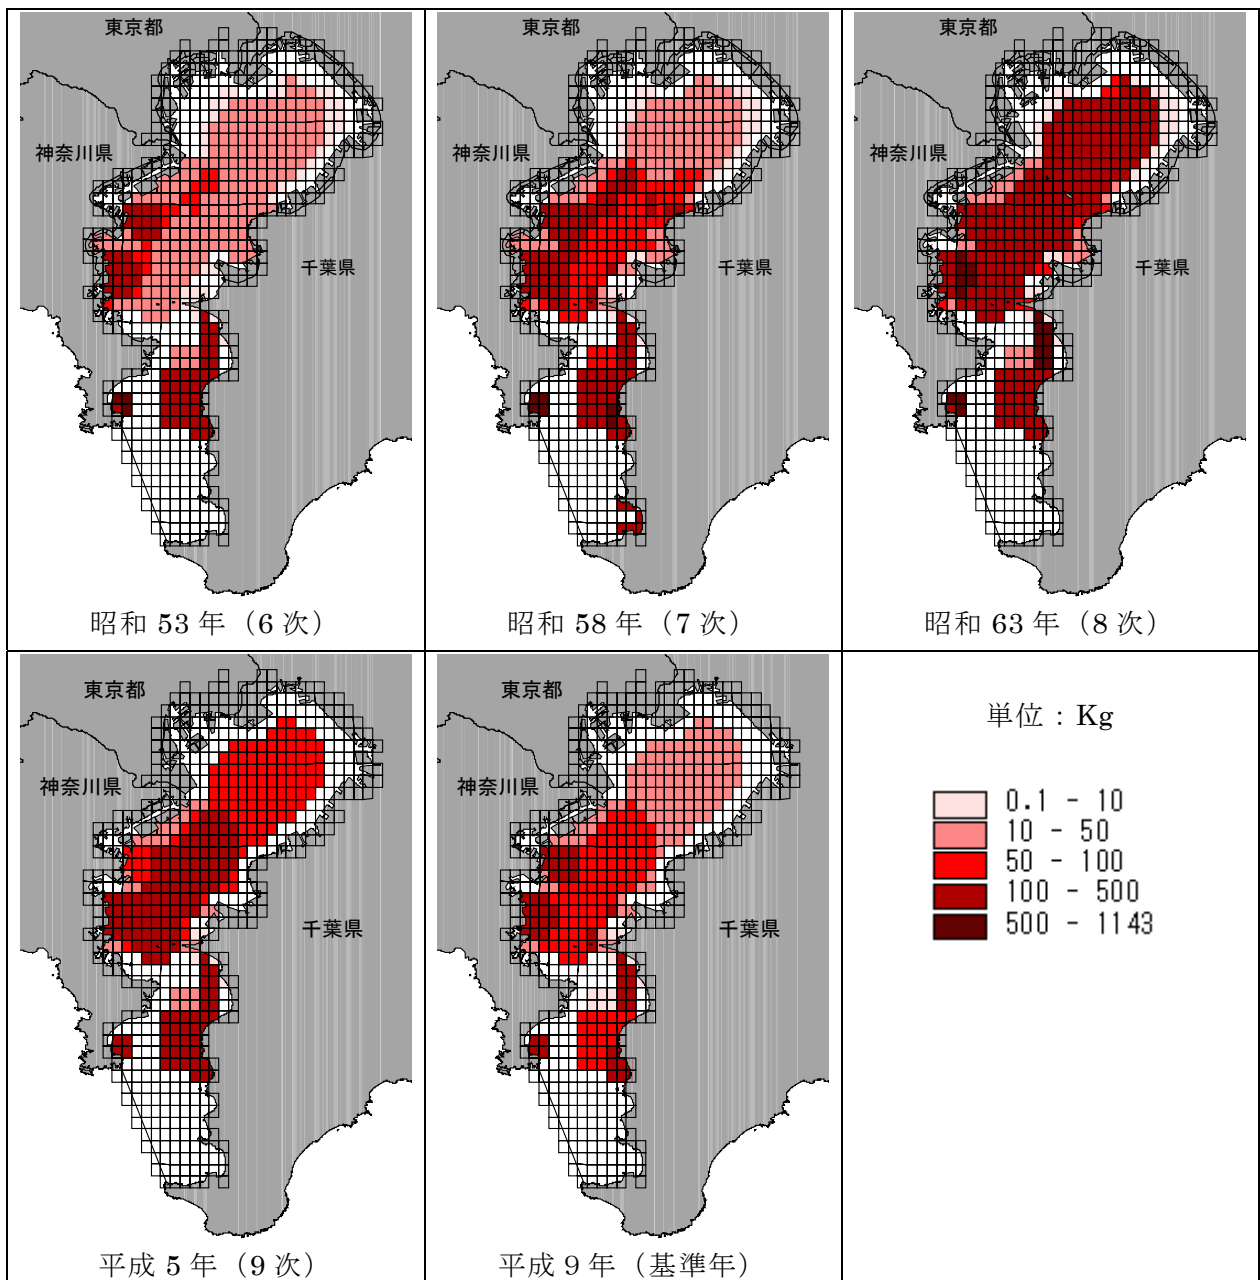 東京都
神奈川県
千葉県
昭和 53 年（6 次）
東京都
神奈川県
千葉県
昭和 58 年（7 次）
東京都
神奈川県
千葉県
昭和 63 年（8 次）
東京都
神奈川県
千葉県
平成 5 年（9 次）
東京都
神奈川県
千葉県
平成 9 年（基準年）
単位：Kg
0.1 - 10
10 - 50
50 - 100
100 - 500
500 - 1143